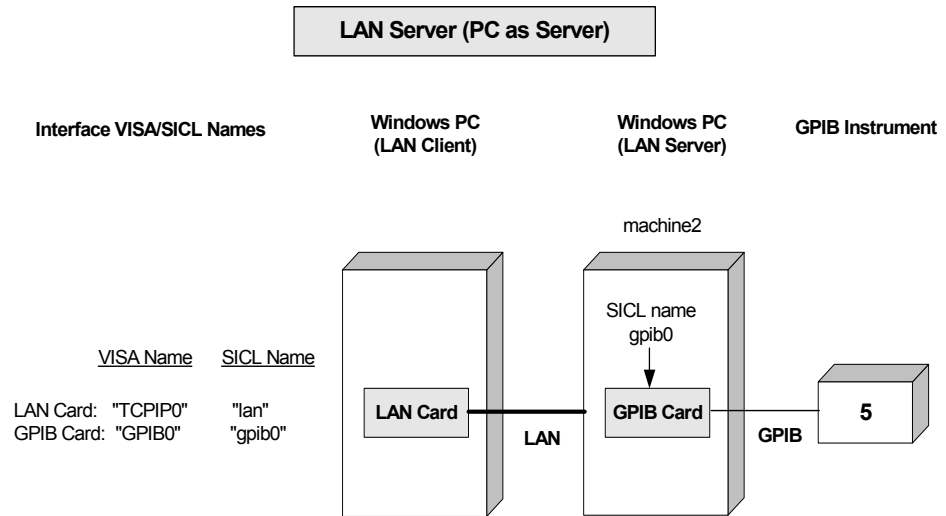 LAN Server (PC as Server)
Interface VISA/SICL Names
Windows PC
(LAN Client)
Windows PC
(LAN Server)
GPIB Instrument
machine2
SICL name
gpib0
VISA Name SICL Name
LAN Card: "TCPIP0" "lan"
GPIB Card: "GPIB0" "gpib0"
LAN Card
LAN
GPIB Card
GPIB
5